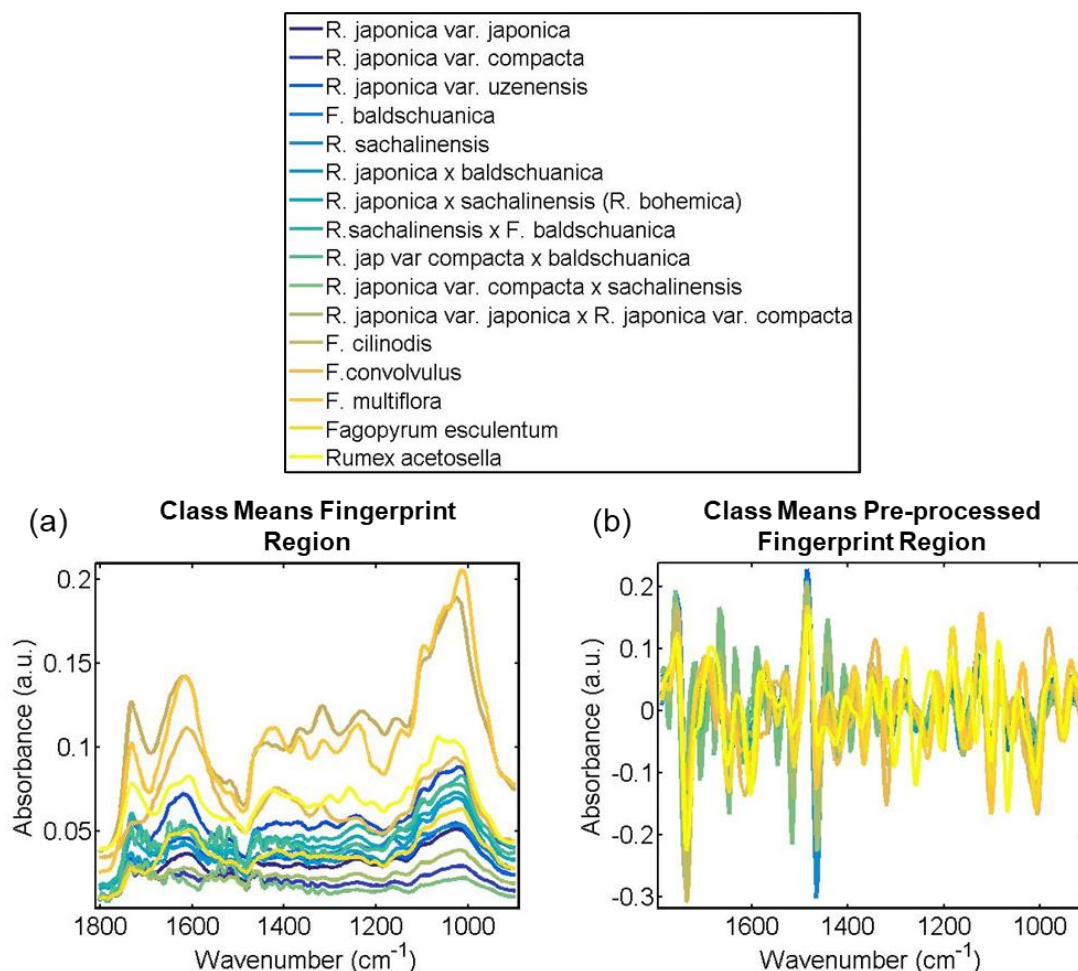 R. japonica var. japonica
R. japonica var. compacta
R. japonica var. uzenensis
F. baldschuanica
R. sachalinensis
R. japonica x baldschuanica
R. japonica x sachalinensis (R. bohemica)
R.sachalinensis x F. baldschuanica
R. jap var compacta x baldschuanica
R. japonica var. compacta x sachalinensis
R. japonica var. japonica x R. japonica var. compacta
F. cilinodis
F.convolvulus
F. multiflora
Fagopyrum esculentum
Rumex acetosella
(a)
Class Means Fingerprint
Region
0.2
0.15
0.1
0.05
Absorbance (a.u.)
1800 1600 1400 1200 1000
Wavenumber (cm⁻¹)
(b)
Class Means Pre-processed
Fingerprint Region
0.2
0.1
0
-0.1
-0.2
-0.3
Absorbance (a.u.)
1600 1400 1200 1000
Wavenumber (cm⁻¹)